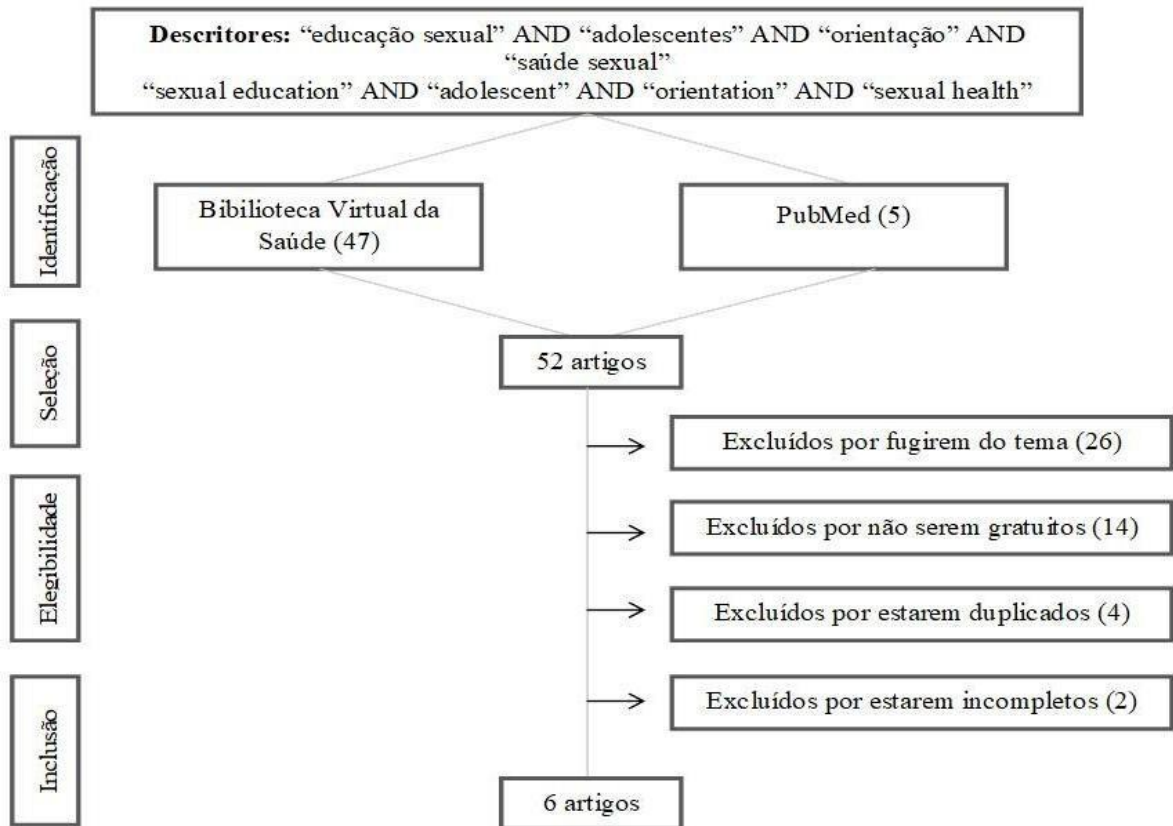 Descritores: “educação sexual” AND “adolescentes” AND “orientação” AND
“saúde sexual”
“sexual education” AND “adolescent” AND “orientation” AND “sexual health”
Identificação
Bibilioteca Virtual da
Saúde (47)
PubMed (5)
Seleção
52 artigos
Excluídos por fugirem do tema (26)
Elegibilidade
Excluídos por não serem gratuitos (14)
Excluídos por estarem duplicados (4)
Inclusão
Excluídos por estarem incompletos (2)
6 artigos